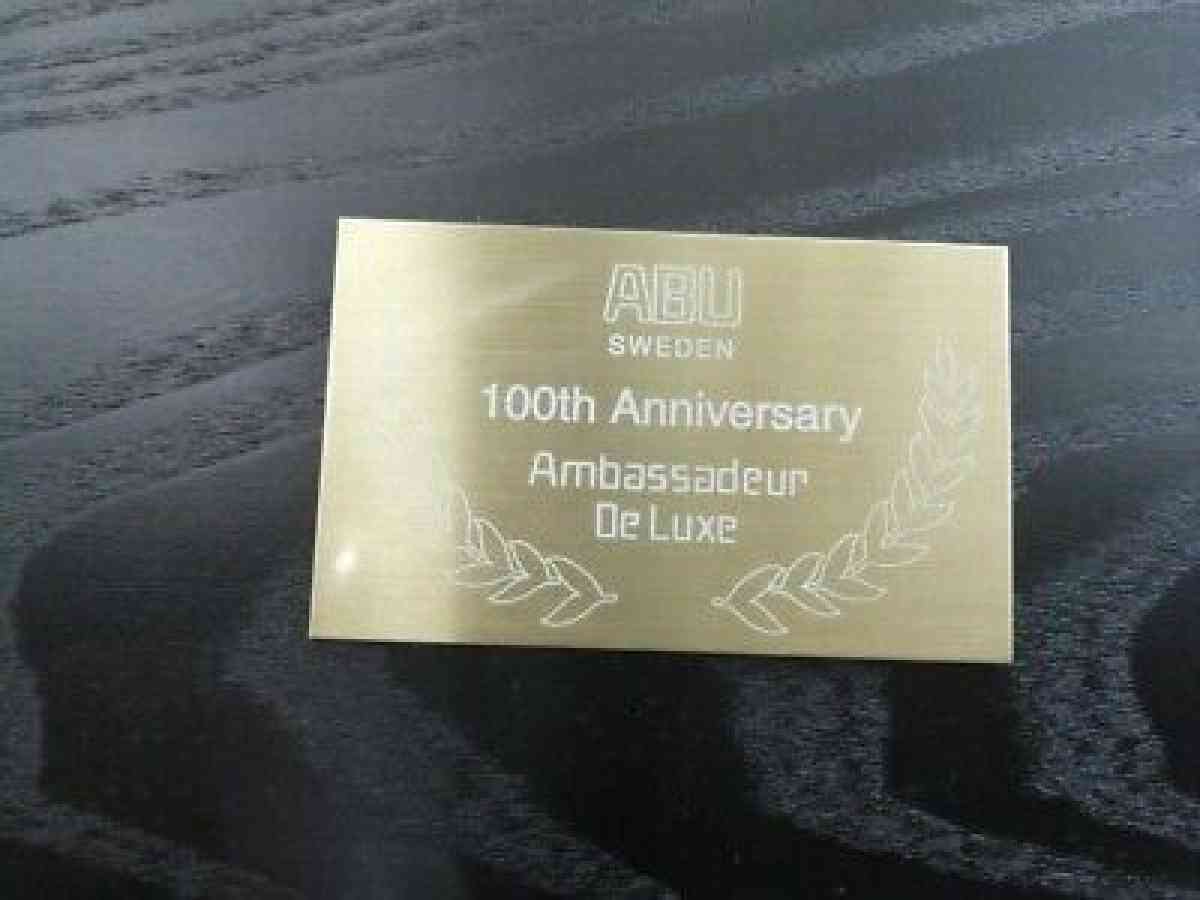 ABU
SWEDEN
100th Anniversary
Ambassadeur
De Luxe